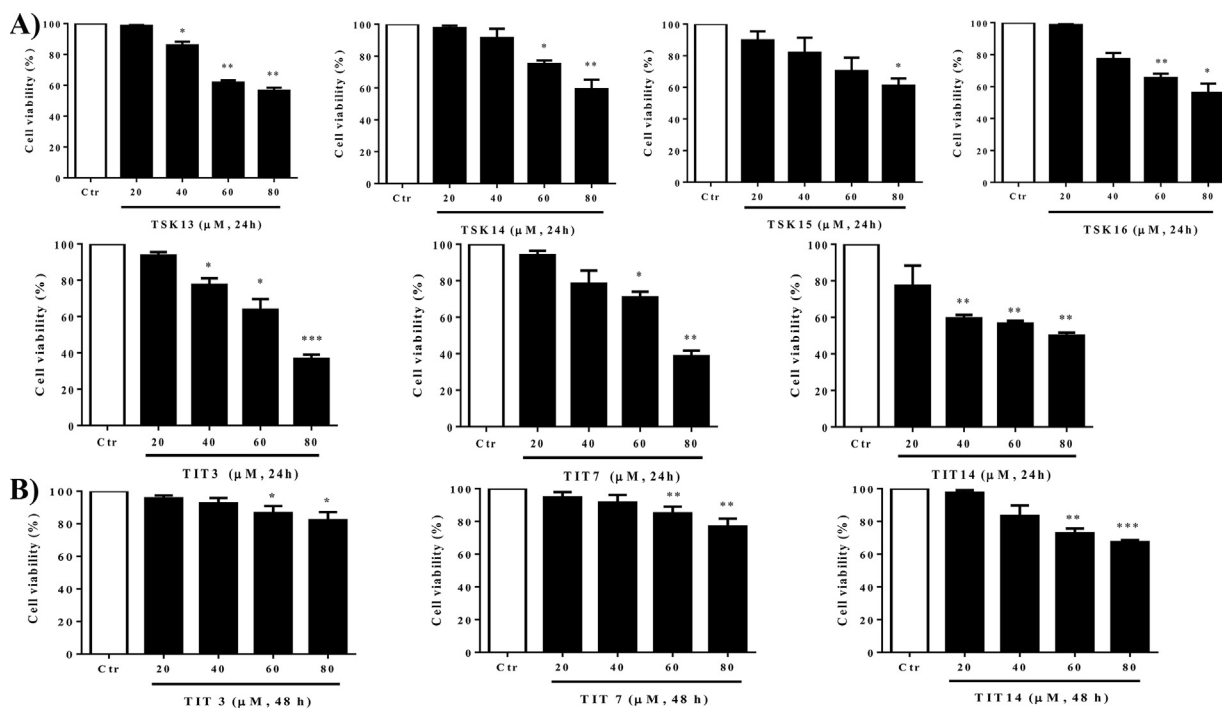 A)
Cell viability (%)
100
80
60
40
20
0
*
**
**
Ctr 20 40 60 80
TSK13 (μM, 24h)
Cell viability (%)
100
80
60
40
20
0
*
**
Ctr 20 40 60 80
TSK14 (μM, 24h)
Cell viability (%)
100
80
60
40
20
0
*
Ctr 20 40 60 80
TSK15 (μM, 24h)
Cell viability (%)
100
80
60
40
20
0
**
*
Ctr 20 40 60 80
TSK16 (μM, 24h)
Cell viability (%)
100
80
60
40
20
0
*
*
***
Ctr 20 40 60 80
TIT3 (μM, 24h)
Cell viability (%)
100
80
60
40
20
0
*
**
Ctr 20 40 60 80
TIT7 (μM, 24h)
Cell viability (%)
100
80
60
40
20
0
**
**
**
Ctr 20 40 60 80
TIT14 (μM, 24h)
B)
Cell viability (%)
100
80
60
40
20
0
*
*
Ctr 20 40 60 80
TIT 3 (μM, 48 h)
Cell viability (%)
100
80
60
40
20
0
**
**
Ctr 20 40 60 80
TIT 7 (μM, 48 h)
Cell viability (%)
100
80
60
40
20
0
**
***
Ctr 20 40 60 80
TIT14 (μM, 48 h)